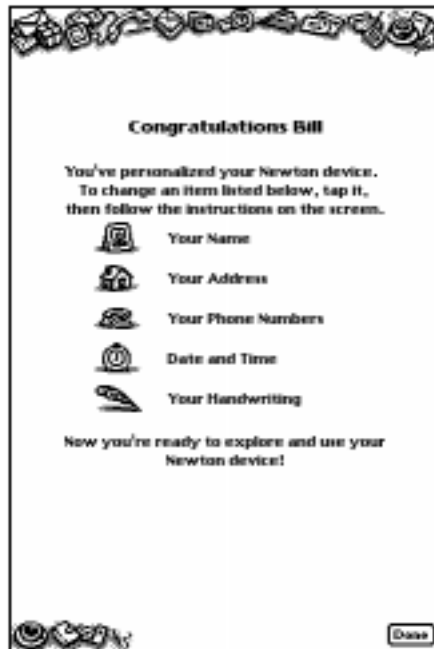 Congratulations Bill
You've personalized your Newton device.
To change an item listed below, tap it,
then follow the instructions on the screen.
Your Name
Your Address
Your Phone Numbers
Date and Time
Your Handwriting
Now you're ready to explore and use your
Newton device!
Done